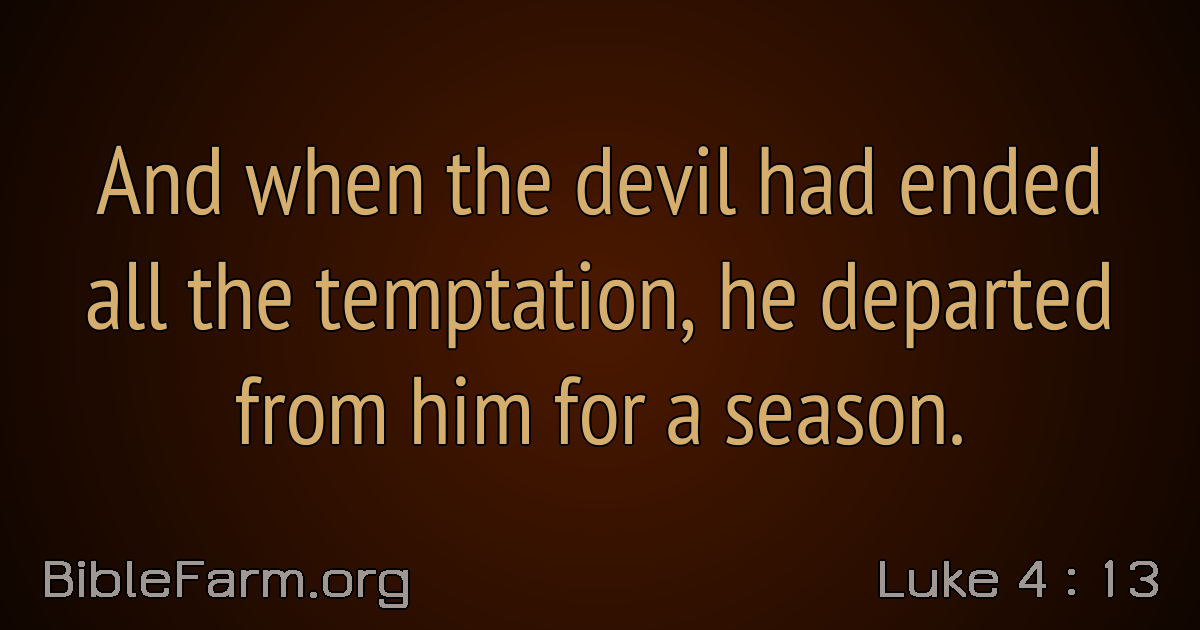 And when the devil had ended
all the temptation, he departed
from him for a season.
BibleFarm.org
Luke 4 : 13